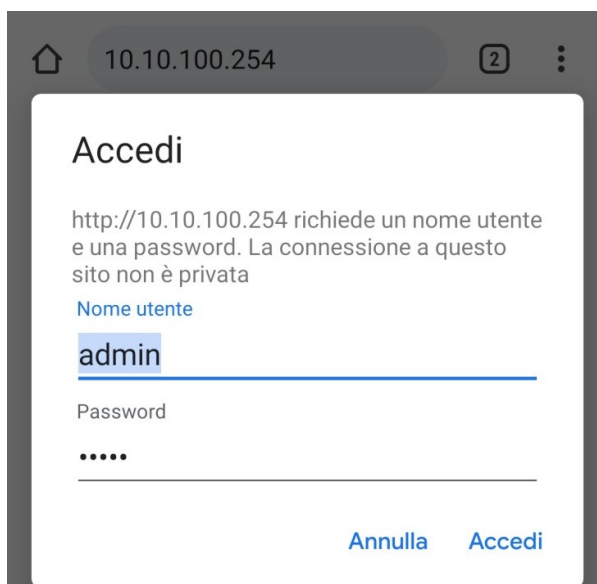 10.10.100.254
2
Accedi
http://10.10.100.254 richiede un nome utente
e una password. La connessione a questo
sito non è privata
Nome utente
admin
Password
•••••
Annulla Accedi